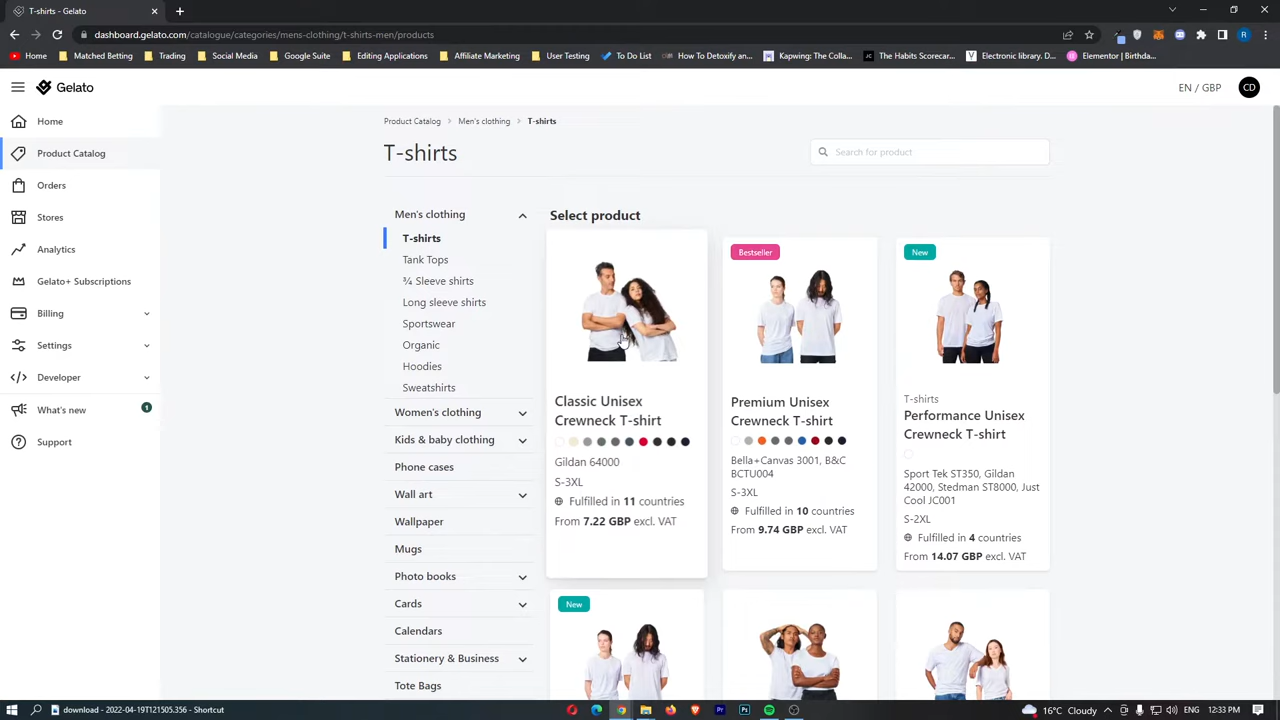 T-shirts - Gelato
dashboard.gelato.com/catalogue/categories/mens-clothing/t-shirts-men/products
Home
Matched Betting
Trading
Social Media
Google Suite
Editing Applications
Affiliate Marketing
User Testing
To Do List
How To Detoxify an...
Kapwing: The Colla...
The Habits Scorecar...
Electronic library. D...
Elementor | Birthda...
R
Gelato
EN / GBP
CD
Home
Product Catalog
Orders
Stores
Analytics
Gelato+ Subscriptions
Billing
Settings
Developer
What's new
1
Support
Product Catalog > Men's clothing > T-shirts
T-shirts
Search for product
Men's clothing
T-shirts
Tank Tops
¾ Sleeve shirts
Long sleeve shirts
Sportswear
Organic
Hoodies
Sweatshirts
Women's clothing
Kids & baby clothing
Phone cases
Wall art
Wallpaper
Mugs
Photo books
Cards
Calendars
Stationery & Business
Tote Bags
Select product
Classic Unisex
Crewneck T-shirt
Gildan 64000
S-3XL
Fulfilled in 11 countries
From 7.22 GBP excl. VAT
Bestseller
Premium Unisex
Crewneck T-shirt
Bella+Canvas 3001, B&C
BCTU004
S-3XL
Fulfilled in 10 countries
From 9.74 GBP excl. VAT
New
T-shirts
Performance Unisex
Crewneck T-shirt
Sport Tek ST350, Gildan
42000, Stedman ST8000, Just
Cool JC001
S-2XL
Fulfilled in 4 countries
From 14.07 GBP excl. VAT
New
download - 2022-04-19T121505.356 - Shortcut
16°C Cloudy
12:33 PM